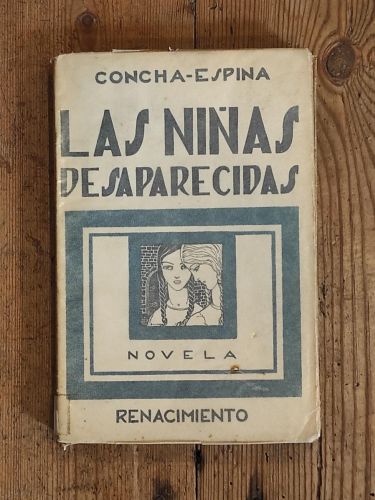 CONCHA-ESPINA
LAS NIÑAS
DESAPARECIDAS
NOVELA
RENACIMIENTO